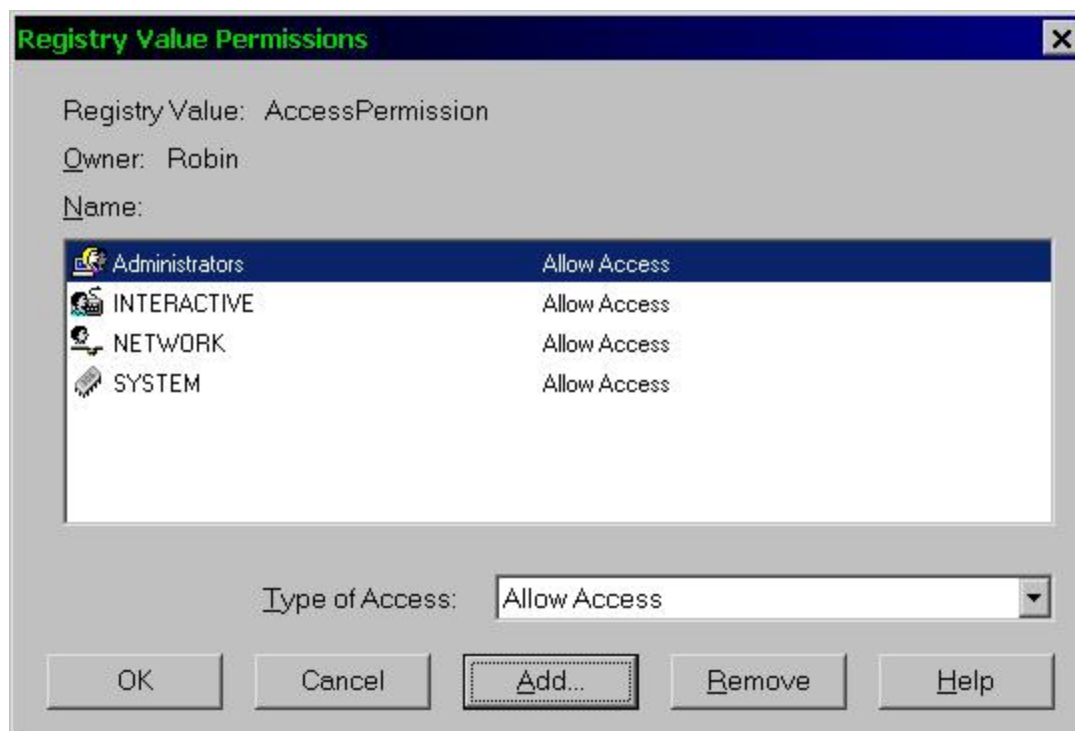 Registry Value Permissions
Registry Value: AccessPermission
Owner: Robin
Name:
Administrators Allow Access
INTERACTIVE Allow Access
NETWORK Allow Access
SYSTEM Allow Access
Type of Access: Allow Access
OK Cancel Add... Remove Help